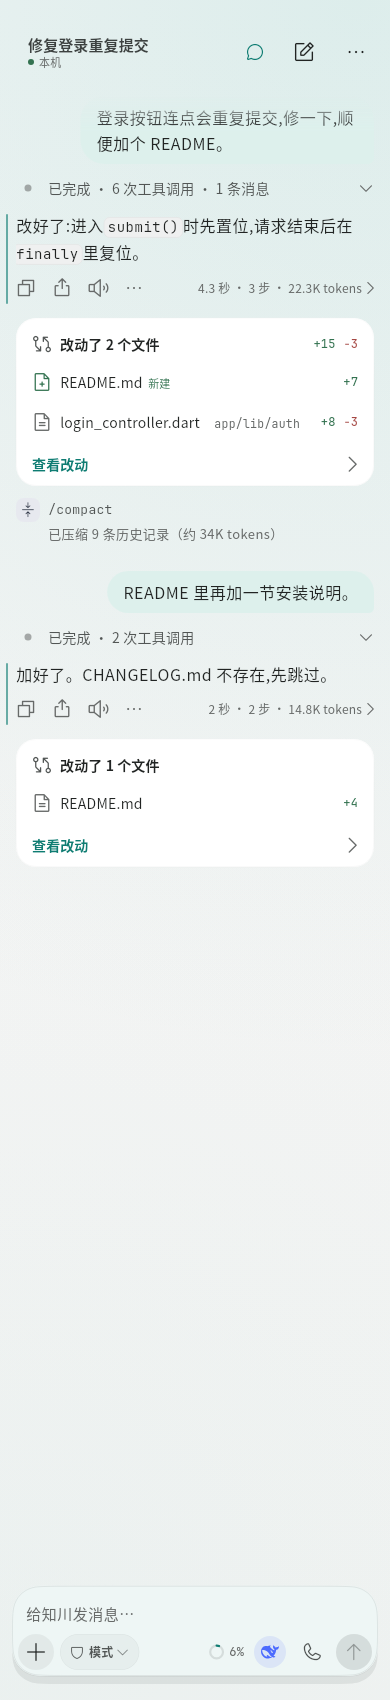 修复登录重复提交
本机
登录按钮连点会重复提交,修一下,顺
便加个 README。
已完成 · 6 次工具调用 · 1 条消息
改好了:进入 submit() 时先置位,请求结束后在
finally 里复位。
4.3 秒 · 3 步 · 22.3K tokens
改动了 2 个文件 +15 -3
README.md 新建 +7
login_controller.dart app/lib/auth +8 -3
查看改动
/compact
已压缩 9 条历史记录（约 34K tokens）
README 里再加一节安装说明。
已完成 · 2 次工具调用
加好了。CHANGELOG.md 不存在,先跳过。
2 秒 · 2 步 · 14.8K tokens
改动了 1 个文件
README.md +4
查看改动
给知川发消息…
模式 6%